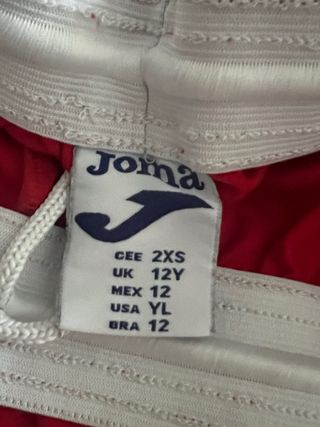 Joma
CEE 2XS
UK 12Y
MEX 12
USA YL
BRA 12